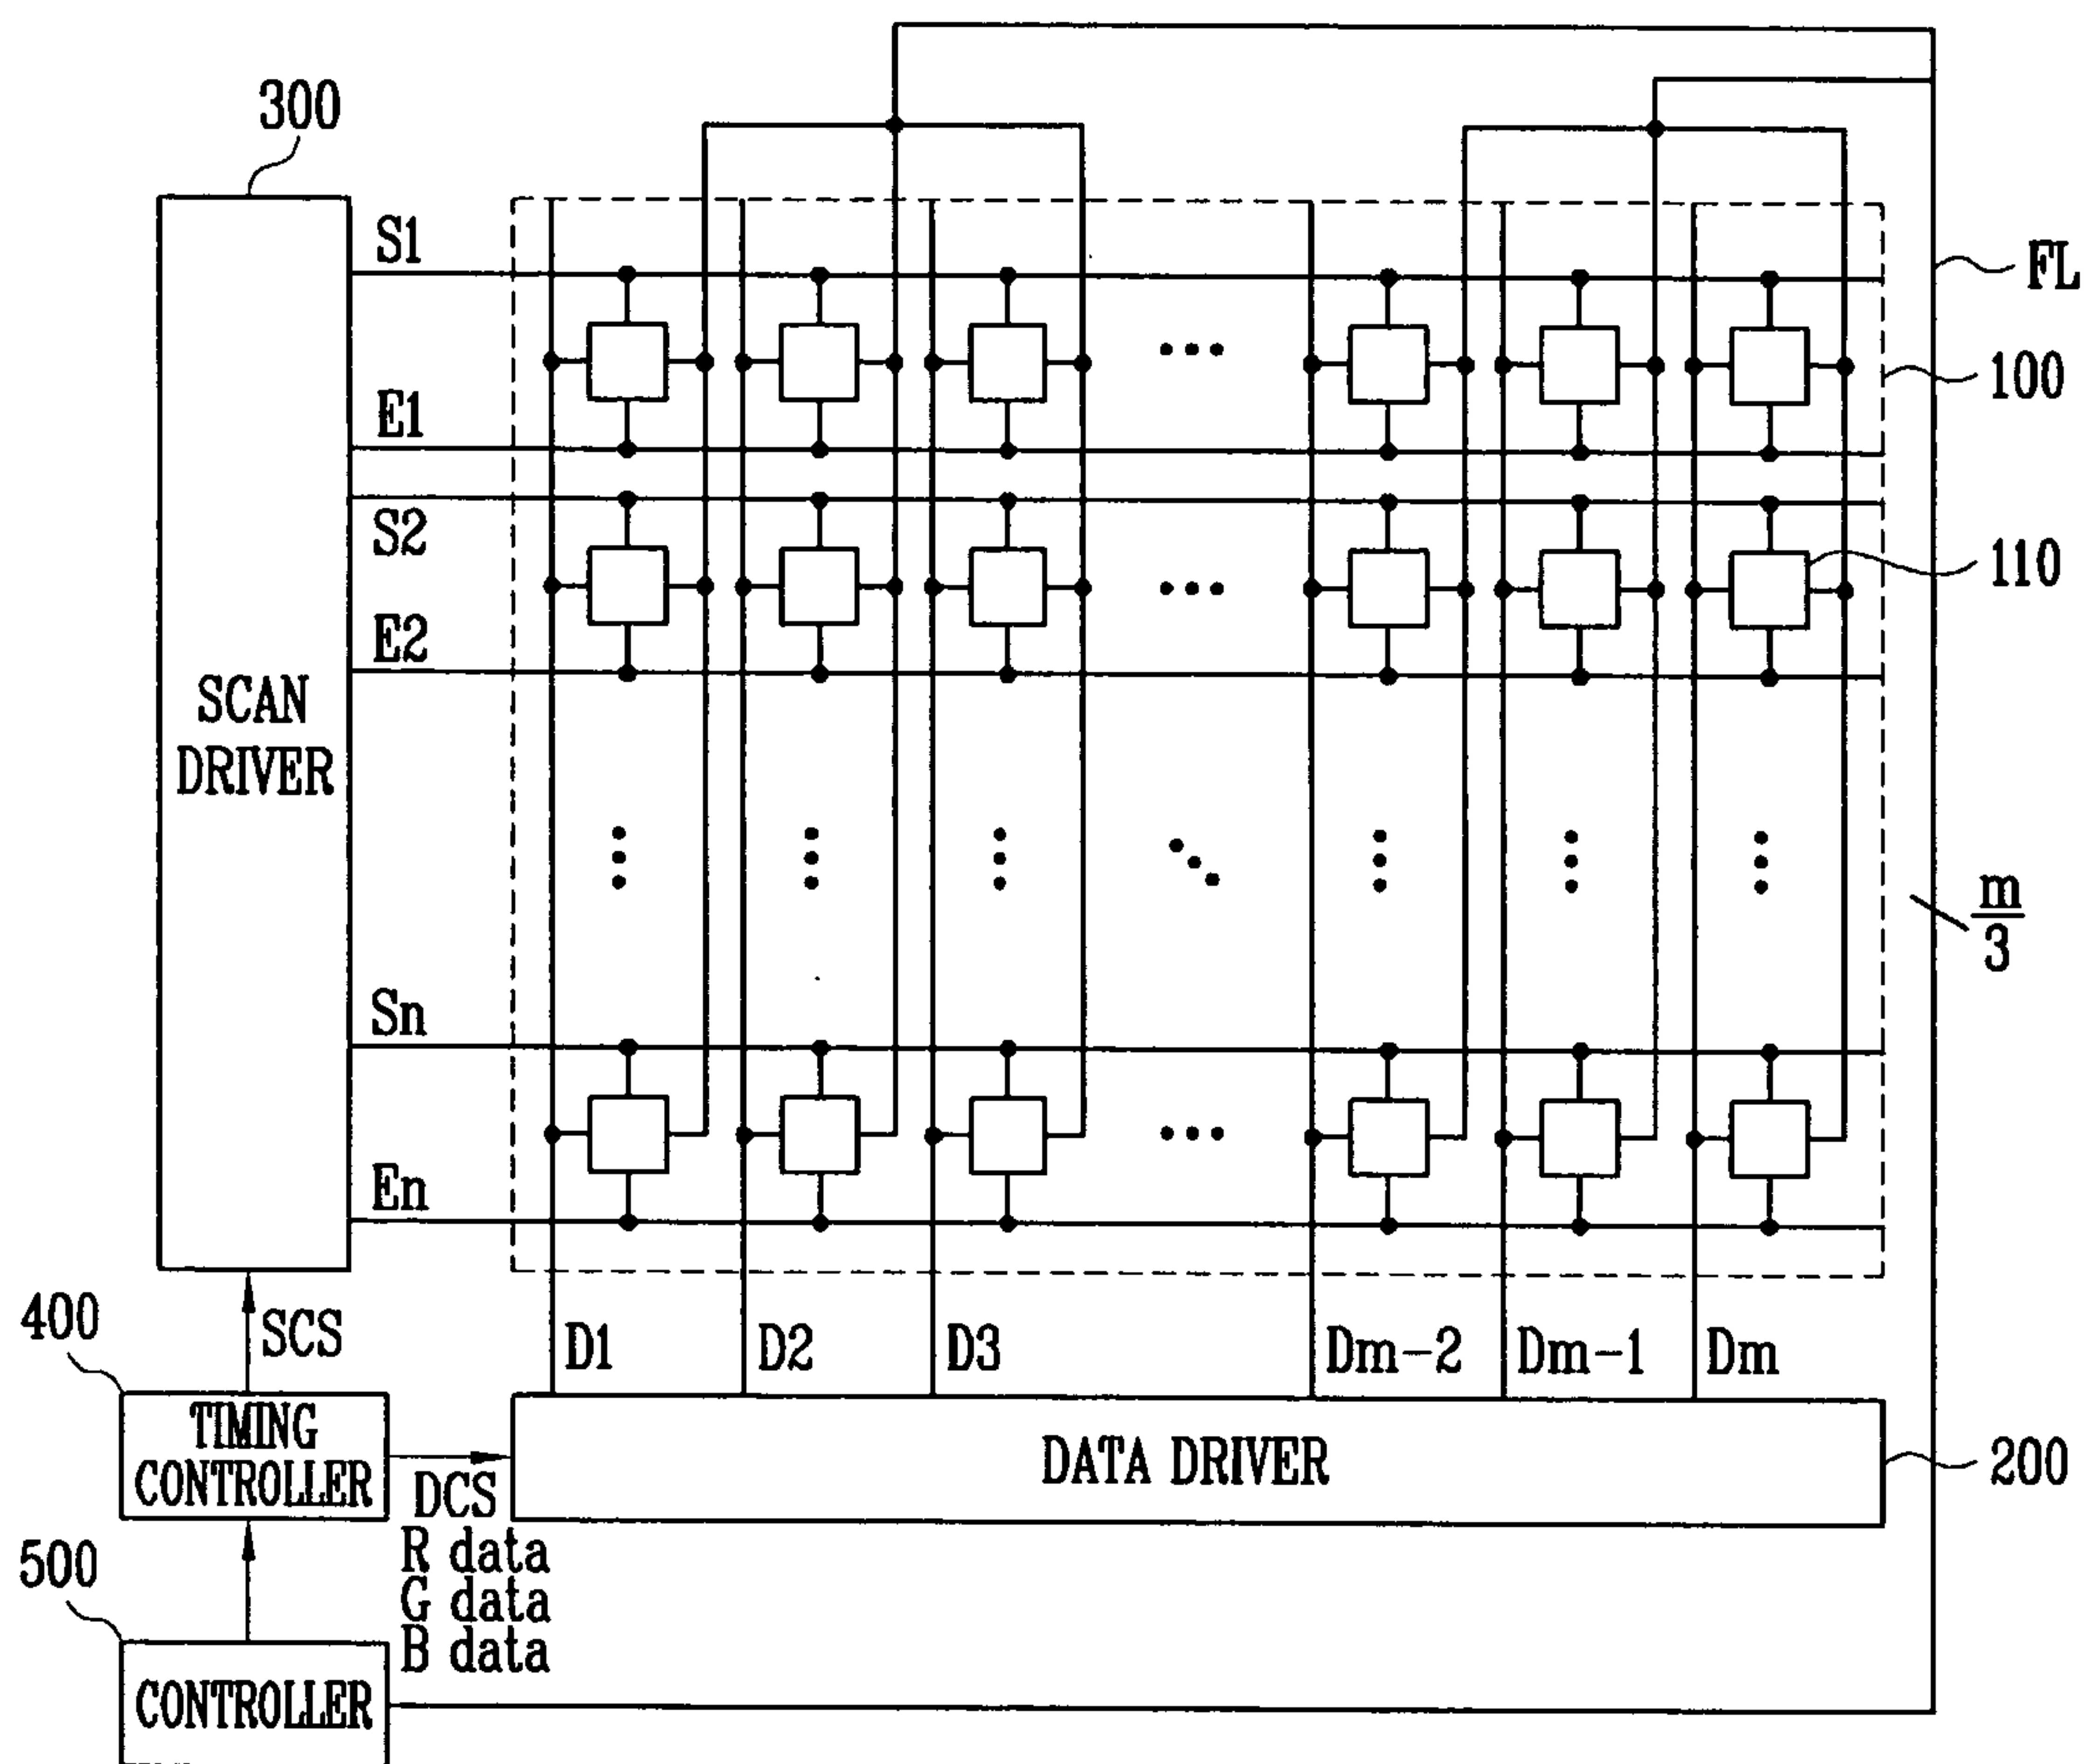 300
S1
FL
E1
100
S2
110
E2
SCAN
DRIVER
m
3
Sn
En
400
SCS
D1
D2
D3
Dm-2
Dm-1
Dm
TIMING
CONTROLLER
DATA DRIVER
200
DCS
R data
G data
B data
500
CONTROLLER